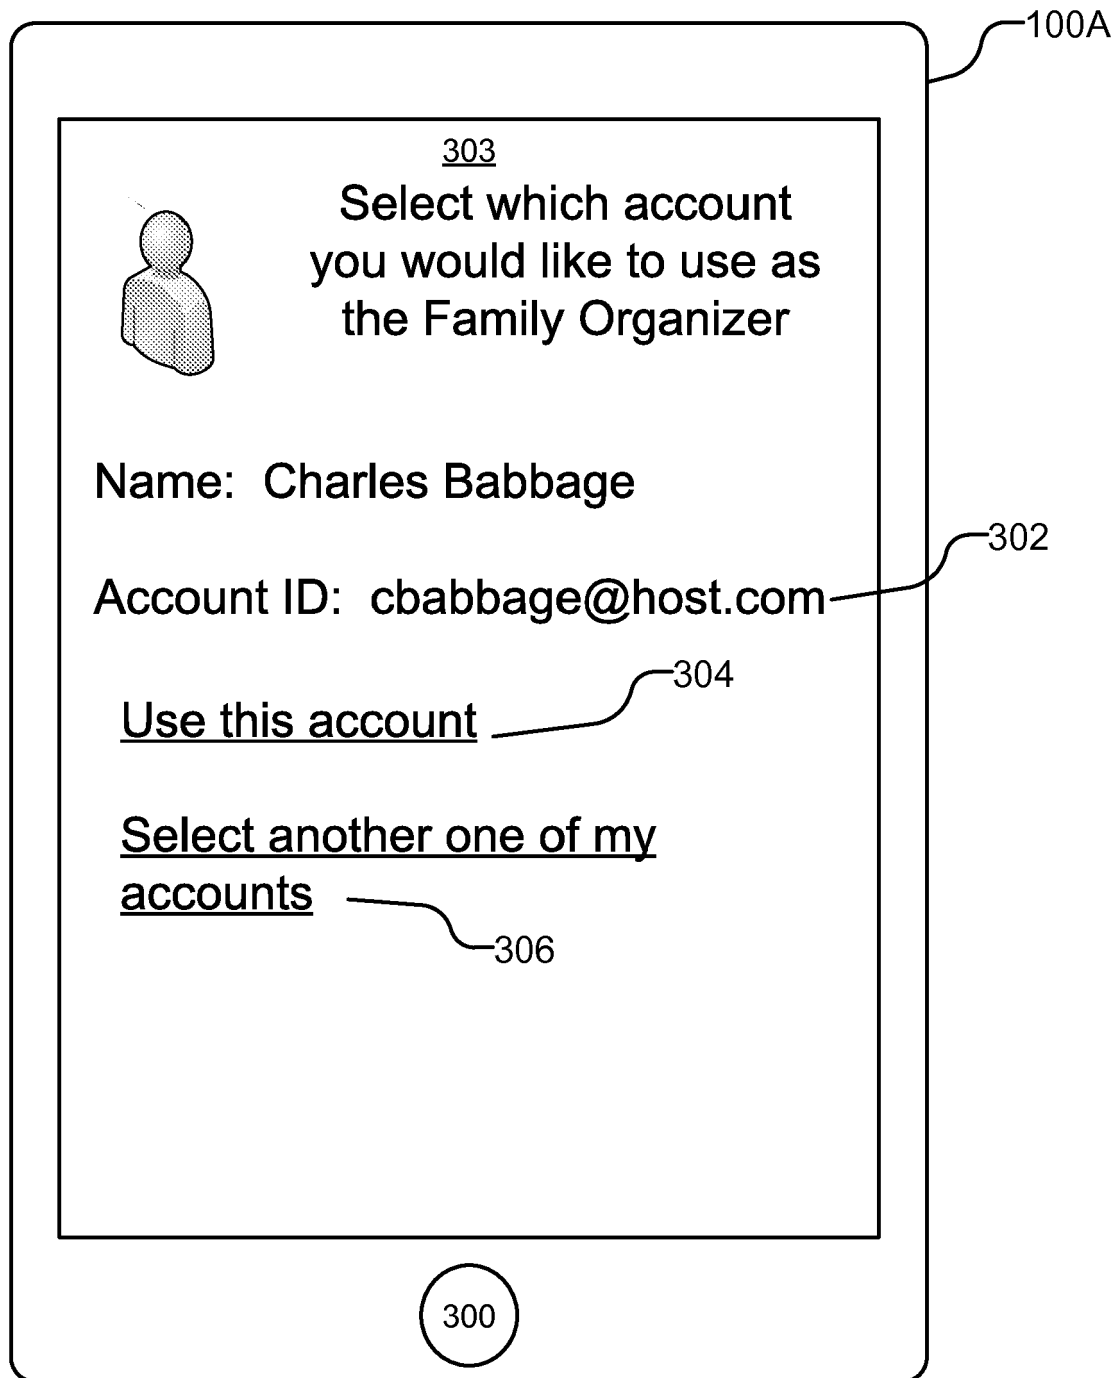 100A
303
Select which account
you would like to use as
the Family Organizer
Name: Charles Babbage
302
Account ID: cbabbage@host.com
304
Use this account
Select another one of my
accounts
306
300